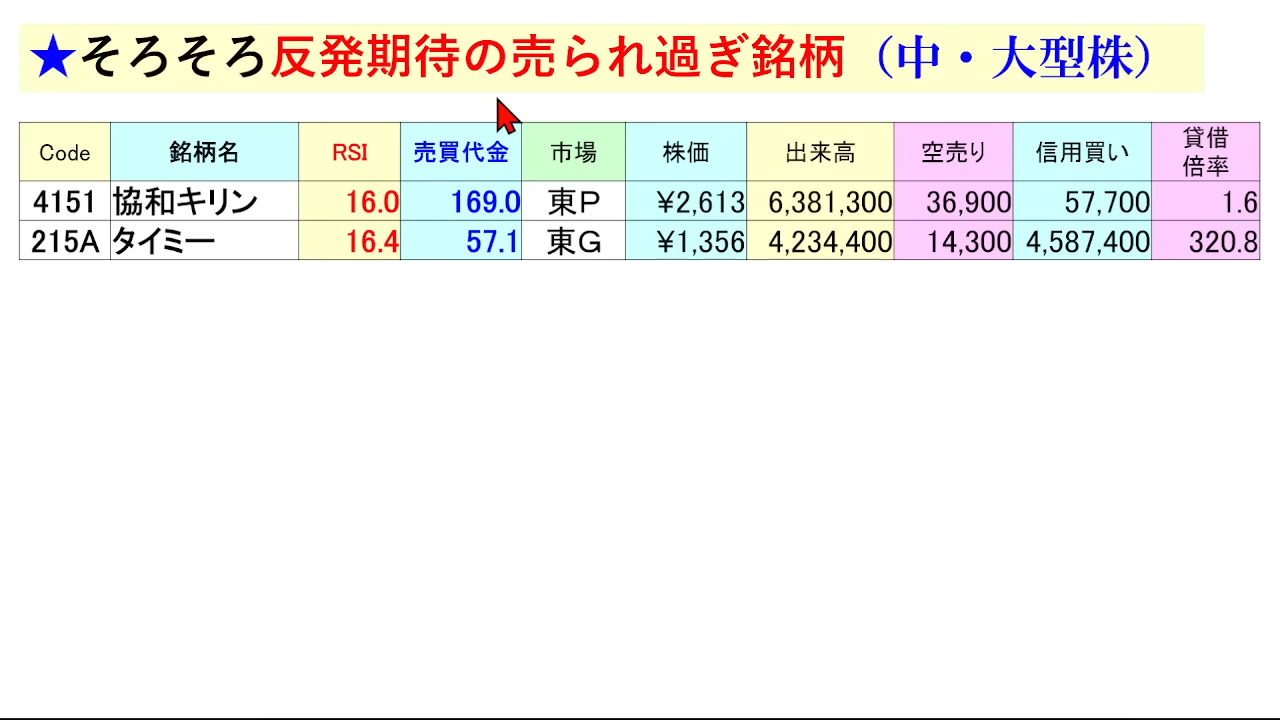 ★そろそろ反発期待の売られ過ぎ銘柄（中・大型株）
Code 銘柄名 RSI 売買代金 市場 株価 出来高 空売り 信用買い 貸借倍率
4151 協和キリン 16.0 169.0 東P ¥2,613 6,381,300 36,900 57,700 1.6
215A タイミー 16.4 57.1 東G ¥1,356 4,234,400 14,300 4,587,400 320.8